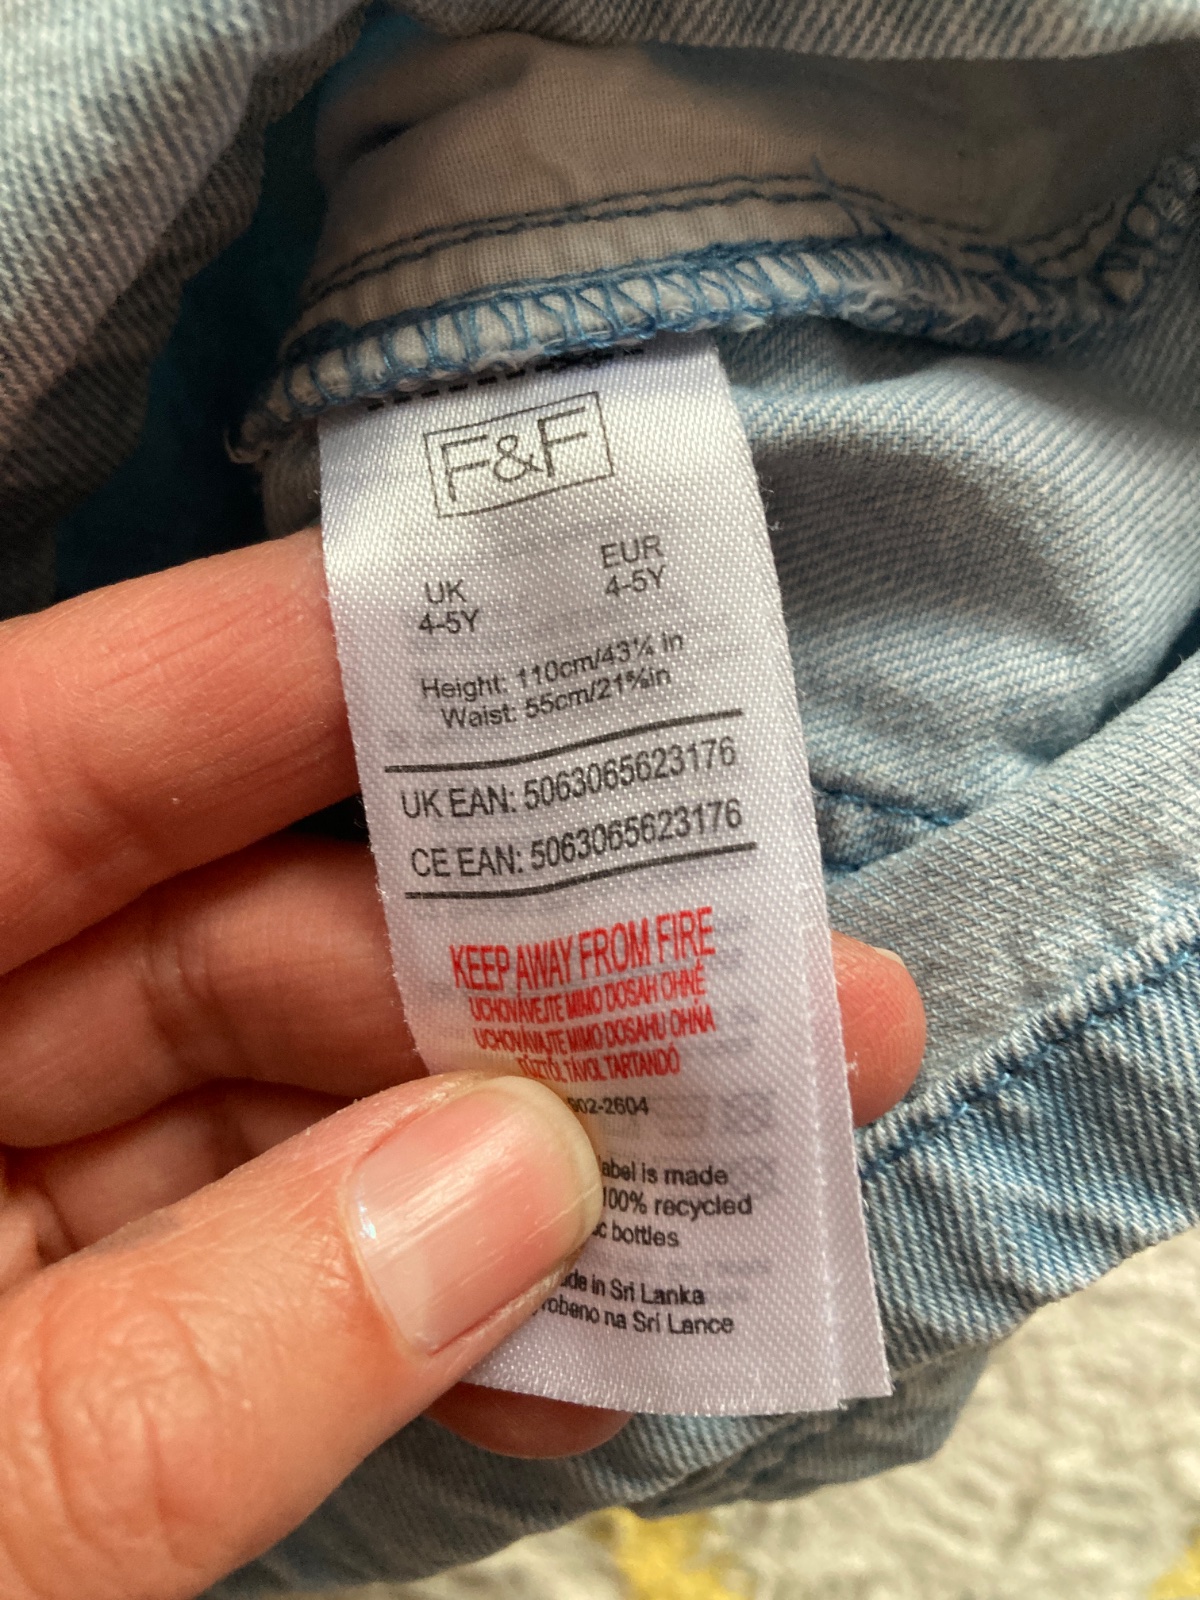 F&F
UK
4-5Y
EUR
4-5Y
Height: 110cm/43¼ in
Waist: 55cm/21⅝in
UK EAN: 5063065623176
CE EAN: 5063065623176
KEEP AWAY FROM FIRE
UCHOVÁVEJTE MIMO DOSAH OHNĚ
UCHOVÁVAJTE MIMO DOSAHU OHŇA
TŰZTŐL TÁVOL TARTANDÓ
902-2604
label is made
100% recycled
bottles
in Sri Lanka
na Srí Lance